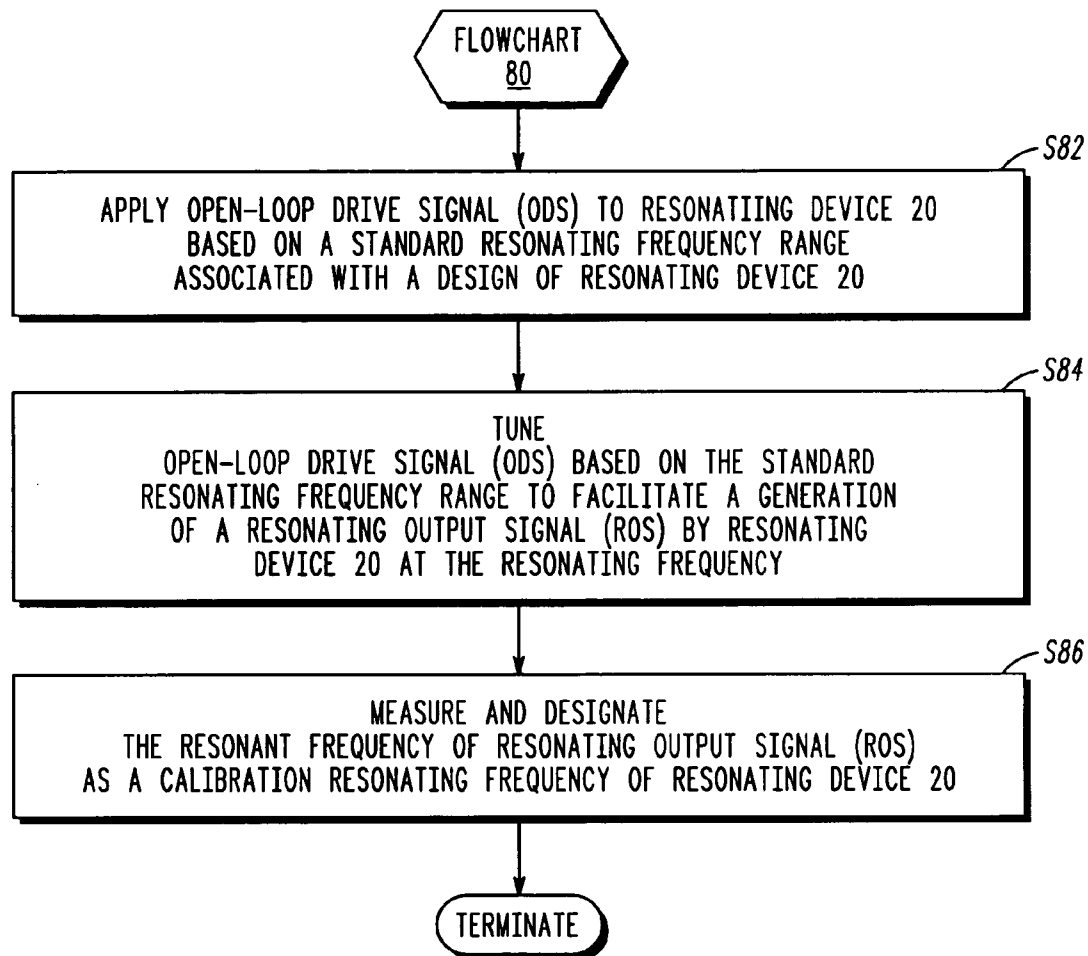 FLOWCHART
80
S82
APPLY OPEN-LOOP DRIVE SIGNAL (ODS) TO RESONATIING DEVICE 20
BASED ON A STANDARD RESONATING FREQUENCY RANGE
ASSOCIATED WITH A DESIGN OF RESONATING DEVICE 20
S84
TUNE
OPEN-LOOP DRIVE SIGNAL (ODS) BASED ON THE STANDARD
RESONATING FREQUENCY RANGE TO FACILITATE A GENERATION
OF A RESONATING OUTPUT SIGNAL (ROS) BY RESONATING
DEVICE 20 AT THE RESONATING FREQUENCY
S86
MEASURE AND DESIGNATE
THE RESONANT FREQUENCY OF RESONATING OUTPUT SIGNAL (ROS)
AS A CALIBRATION RESONATING FREQUENCY OF RESONATING DEVICE 20
TERMINATE